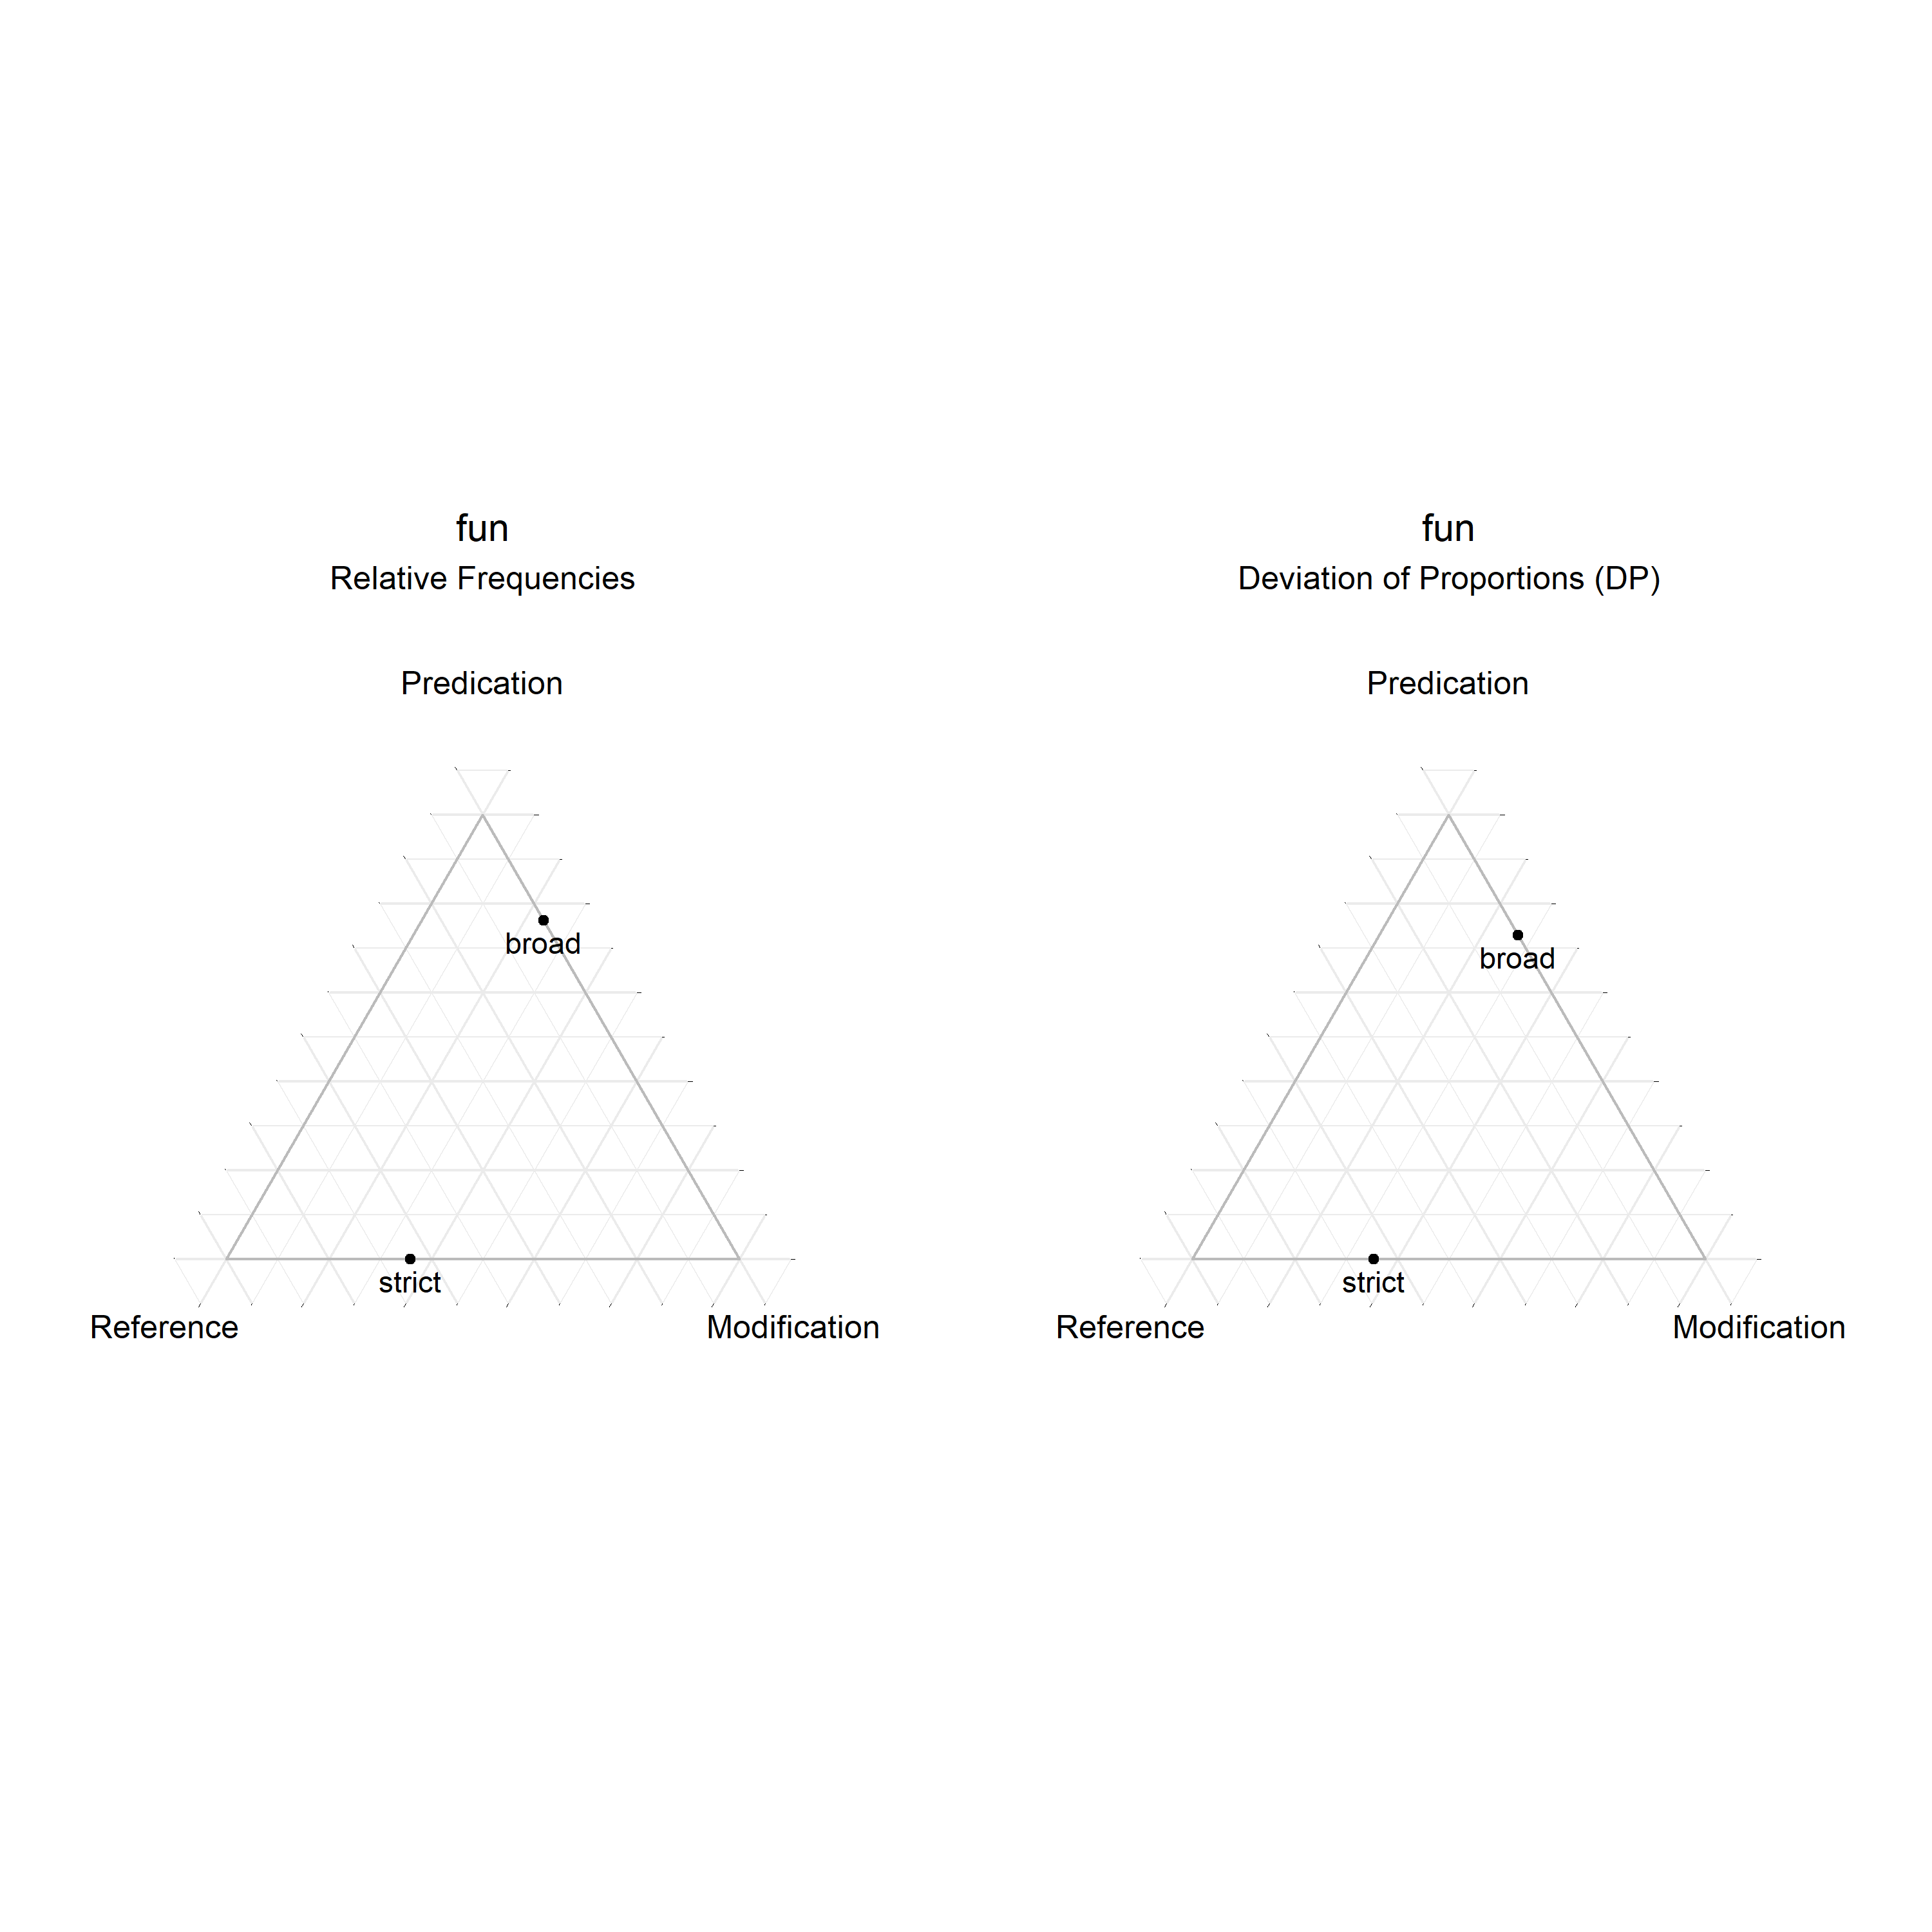 fun
Relative Frequencies
Predication
broad
strict
Reference
Modification
fun
Deviation of Proportions (DP)
Predication
broad
strict
Reference
Modification